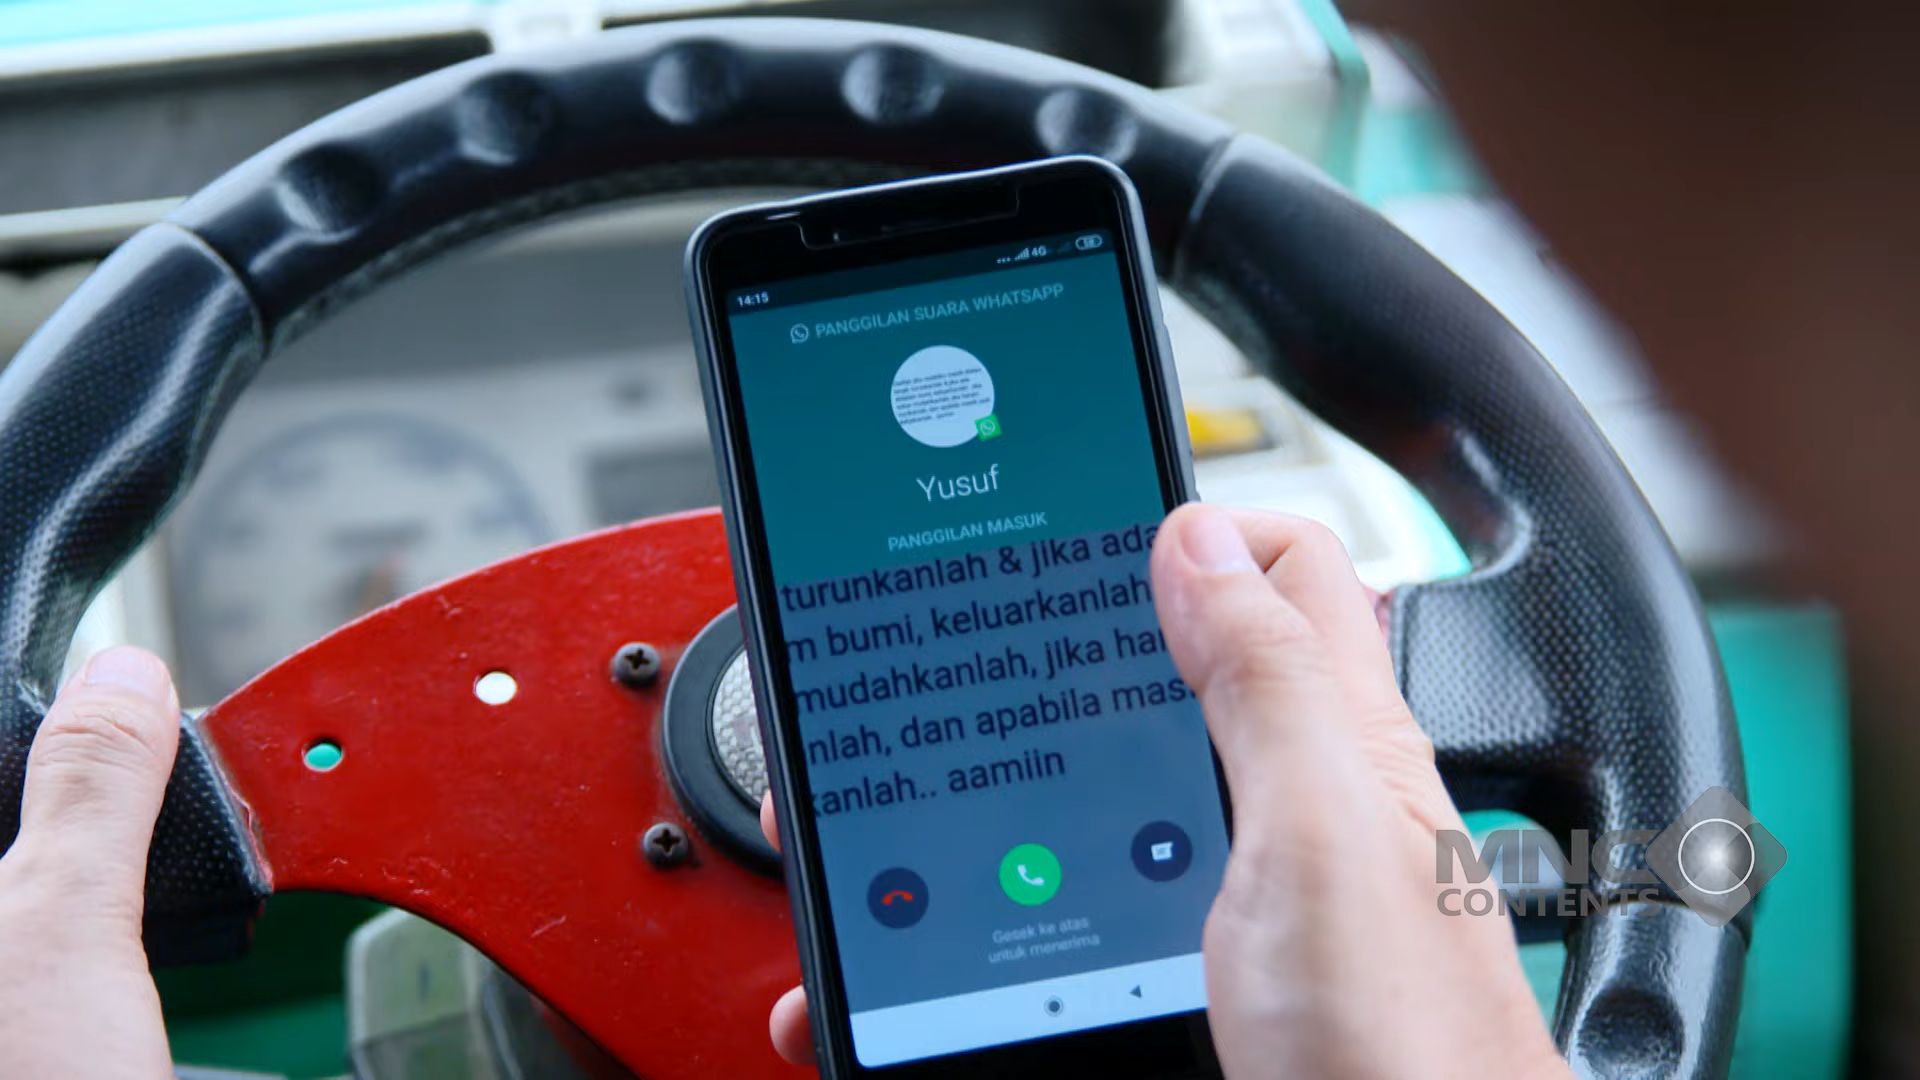 14:15
4G
PANGGILAN SUARA WHATSAPP
Yusuf
PANGGILAN MASUK
turunkanlah & jika ada
m bumi, keluarkanlah
mudahkanlah, jika har
nlah, dan apabila mas
kanlah.. aamiin
Gesek ke atas
untuk menerima
MNC
CONTENTS